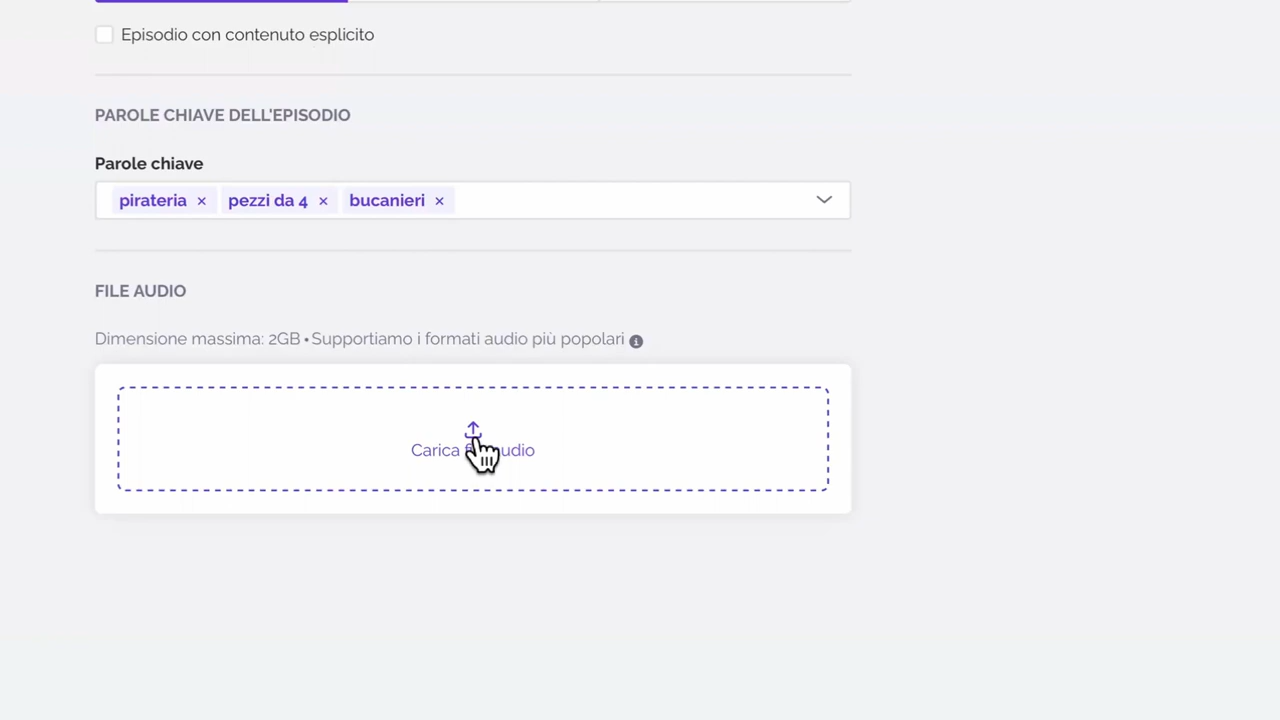 Episodio con contenuto esplicito
PAROLE CHIAVE DELL'EPISODIO
Parole chiave
pirateria × pezzi da 4 × bucanieri ×
FILE AUDIO
Dimensione massima: 2GB • Supportiamo i formati audio più popolari
Carica udio